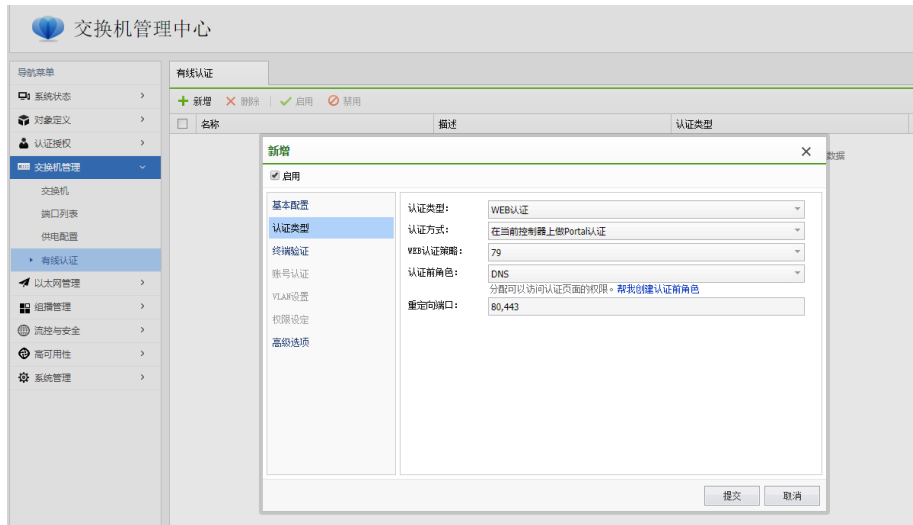 交换机管理中心
导航菜单
有线认证
系统状态
新增 删除 启用 禁用
对象定义
名称 描述 认证类型
认证授权
新增
数据
交换机管理
启用
交换机
基本配置
认证类型: WEB认证
端口列表
认证类型
认证方式: 在当前控制器上做Portal认证
供电配置
终端验证
WEB认证策略: 79
有线认证
账号认证
认证前角色: DNS
分配可以访问认证页面的权限。帮我创建认证前角色
以太网管理
VLAN设置
重定向端口: 80,443
组播管理
权限设定
流控与安全
高级选项
高可用性
系统管理
提交 取消